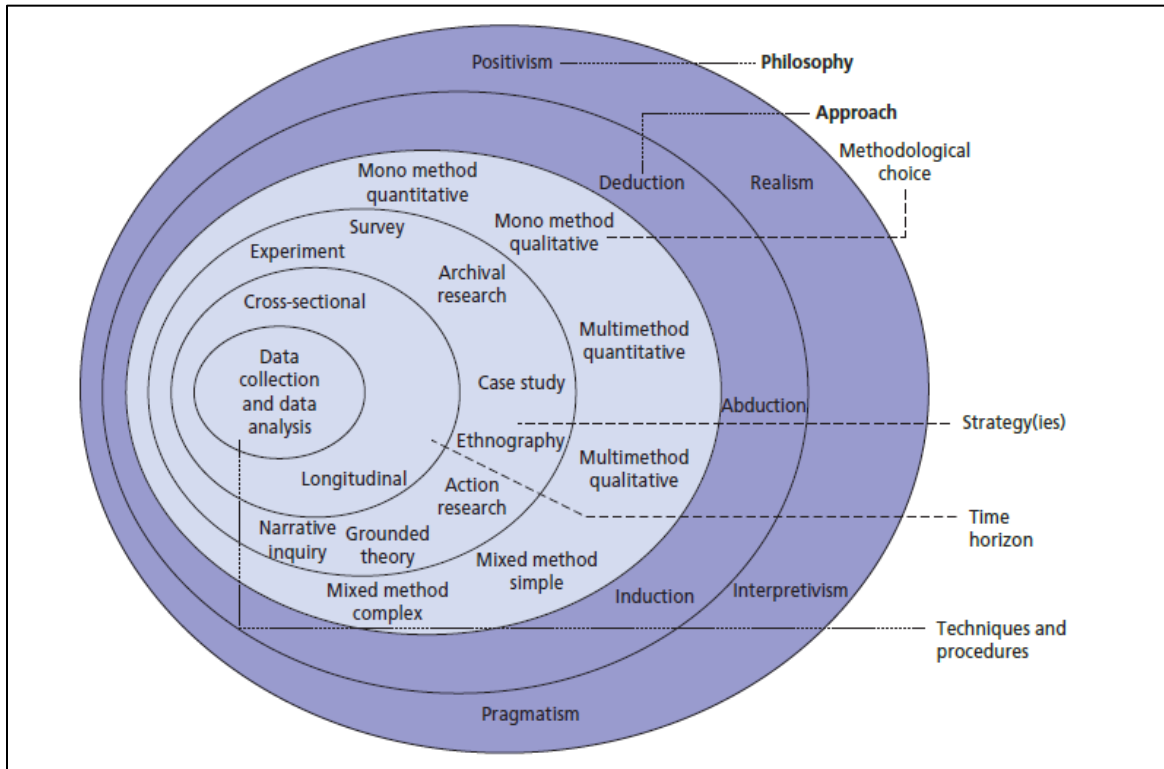 Positivism
Philosophy
Approach
Methodological
choice
Mono method
quantitative
Deduction
Realism
Mono method
qualitative
Survey
Experiment
Archival
research
Cross-sectional
Multimethod
quantitative
Data
collection
and data
analysis
Case study
Abduction
Strategy(ies)
Ethnography
Multimethod
qualitative
Longitudinal
Action
research
Time
horizon
Narrative
inquiry
Grounded
theory
Mixed method
simple
Mixed method
complex
Induction
Interpretivism
Techniques and
procedures
Pragmatism